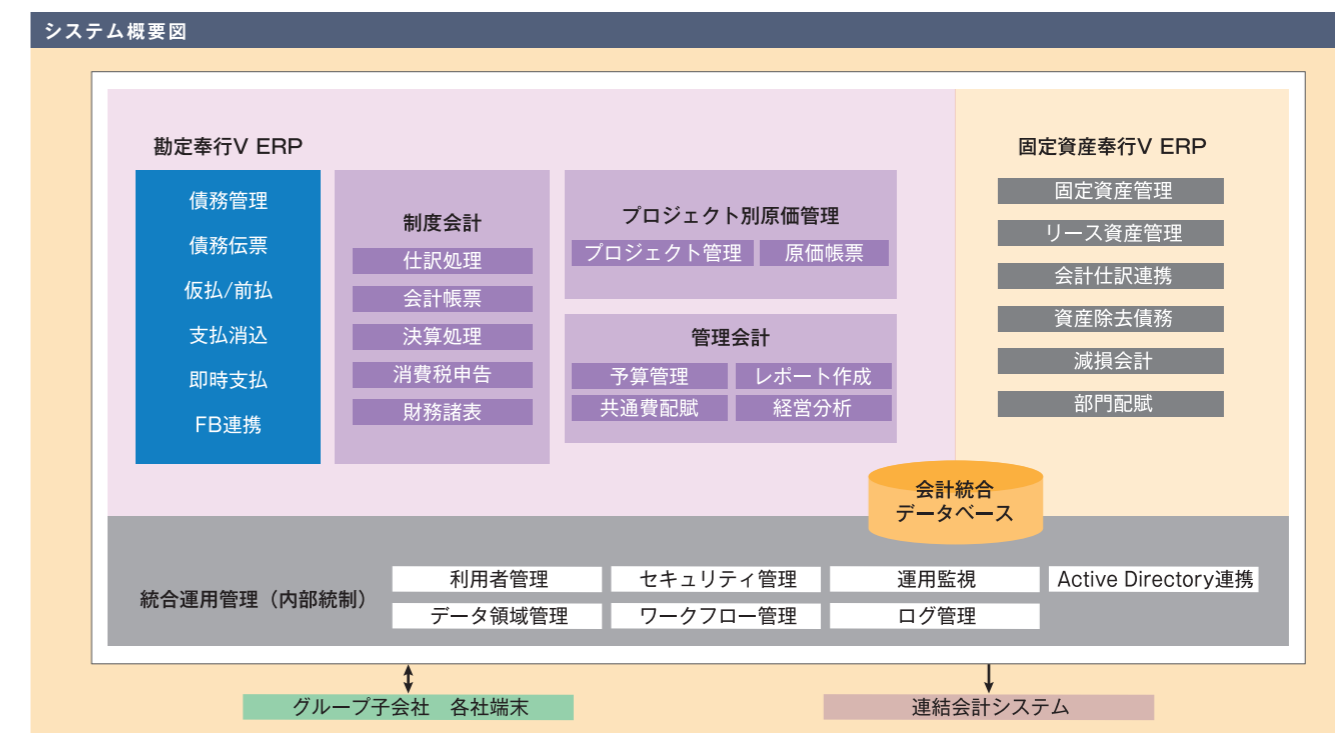 システム概要図
勘定奉行V ERP
債務管理
債務伝票
仮払/前払
支払消込
即時支払
FB連携
制度会計
仕訳処理
会計帳票
決算処理
消費税申告
財務諸表
プロジェクト別原価管理
プロジェクト管理 原価帳票
管理会計
予算管理 レポート作成
共通費配賦 経営分析
固定資産奉行V ERP
固定資産管理
リース資産管理
会計仕訳連携
資産除去債務
減損会計
部門配賦
会計統合
データベース
統合運用管理（内部統制）
利用者管理 セキュリティ管理 運用監視 Active Directory連携
データ領域管理 ワークフロー管理 ログ管理
グループ子会社　各社端末
連結会計システム